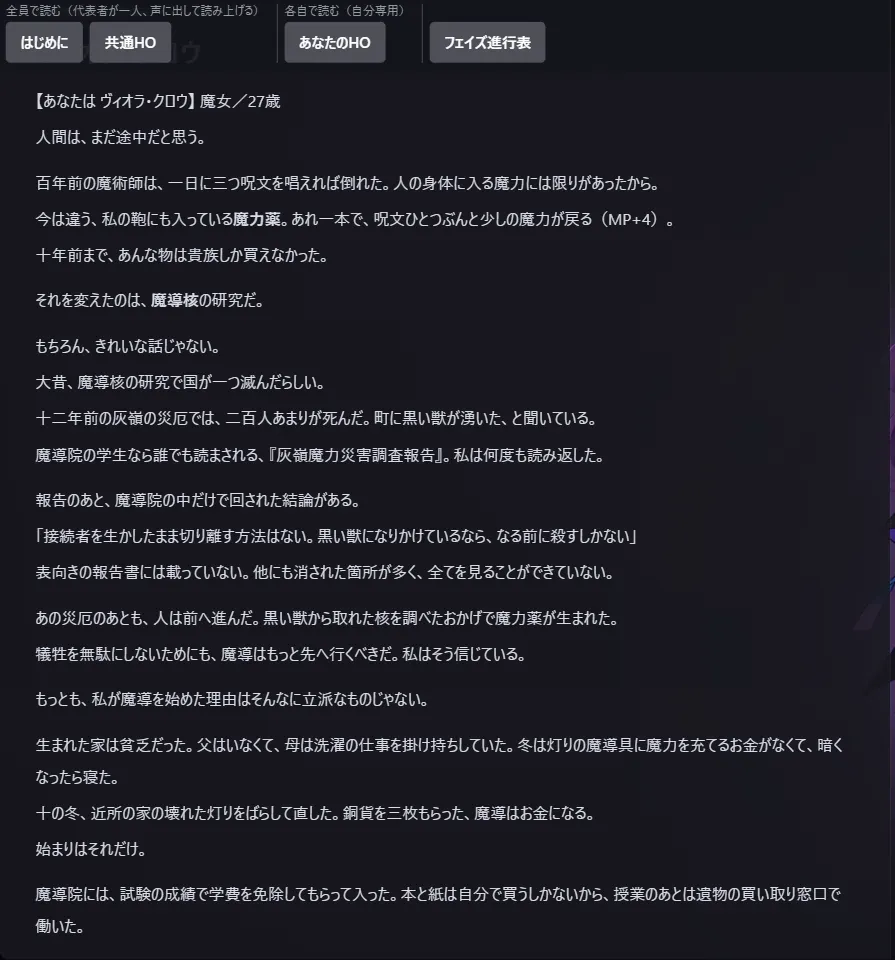 全員で読む（代表者が一人、声に出して読み上げる）
各自で読む（自分専用）
はじめに
共通HO
あなたのHO
フェイズ進行表
【あなたは ヴィオラ・クロウ】 魔女／27歳
人間は、まだ途中だと思う。
百年前の魔術師は、一日に三つ呪文を唱えれば倒れた。人の身体に入る魔力には限りがあったから。
今は違う、私の鞄にも入っている魔力薬。あれ一本で、呪文ひとつぶんと少しの魔力が戻る（MP+4）。
十年前まで、あんな物は貴族しか買えなかった。
それを変えたのは、魔導核の研究だ。
もちろん、きれいな話じゃない。
大昔、魔導核の研究で国が一つ滅んだらしい。
十二年前の灰嶺の災厄では、二百人あまりが死んだ。町に黒い獣が湧いた、と聞いている。
魔導院の学生なら誰でも読まされる、『灰嶺魔力災害調査報告』。私は何度も読み返した。
報告のあと、魔導院の中だけで回された結論がある。
「接続者を生かしたまま切り離す方法はない。黒い獣になりかけているなら、なる前に殺すしかない」
表向きの報告書には載っていない。他にも消された箇所が多く、全てを見ることができていない。
あの災厄のあとも、人は前へ進んだ。黒い獣から取れた核を調べたおかげで魔力薬が生まれた。
犠牲を無駄にしないためにも、魔導はもっと先へ行くべきだ。私はそう信じている。
もっとも、私が魔導を始めた理由はそんなに立派なものじゃない。
生まれた家は貧乏だった。父はいなくて、母は洗濯の仕事を掛け持ちしていた。冬は灯りの魔導具に魔力を充てるお金がなくて、暗く
なったら寝た。
十の冬、近所の家の壊れた灯りをばらして直した。銅貨を三枚もらった、魔導はお金になる。
始まりはそれだけ。
魔導院には、試験の成績で学費を免除してもらって入った。本と紙は自分で買うしかないから、授業のあとは遺物の買い取り窓口で
働いた。